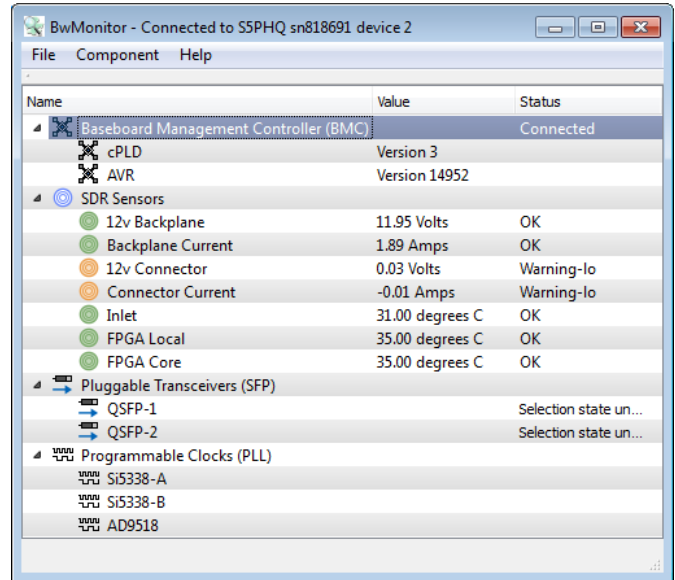 BwMonitor - Connected to S5PHQ sn818691 device 2
File Component Help
Name Value Status
Baseboard Management Controller (BMC) Connected
cPLD Version 3
AVR Version 14952
SDR Sensors
12v Backplane 11.95 Volts OK
Backplane Current 1.89 Amps OK
12v Connector 0.03 Volts Warning-lo
Connector Current -0.01 Amps Warning-lo
Inlet 31.00 degrees C OK
FPGA Local 35.00 degrees C OK
FPGA Core 35.00 degrees C OK
Pluggable Transceivers (SFP)
QSFP-1 Selection state un...
QSFP-2 Selection state un...
Programmable Clocks (PLL)
Si5338-A
Si5338-B
AD9518